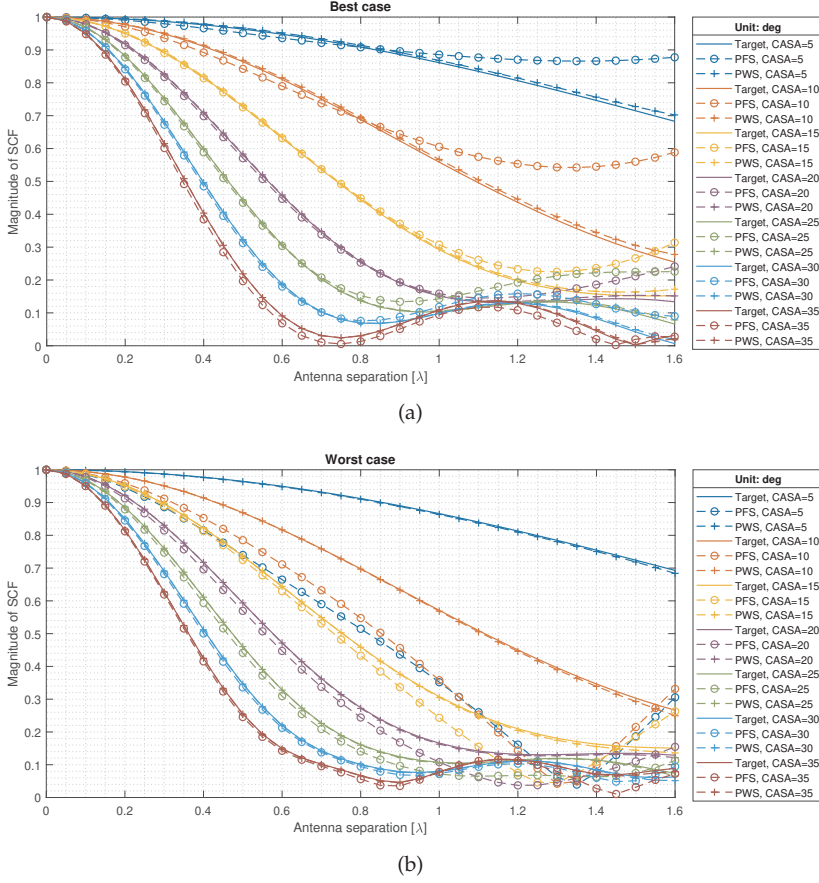 Best case
1
0.9
0.8
0.7
0.6
0.5
0.4
0.3
0.2
0.1
0
Magnitude of SCF
0
0.2
0.4
0.6
0.8
1.0
1.2
1.4
1.6
Antenna separation [λ]
Unit: deg
Target, CASA=5
PFS, CASA=5
PWS, CASA=5
Target, CASA=10
PFS, CASA=10
PWS, CASA=10
Target, CASA=15
PFS, CASA=15
PWS, CASA=15
Target, CASA=20
PFS, CASA=20
PWS, CASA=20
Target, CASA=25
PFS, CASA=25
PWS, CASA=25
Target, CASA=30
PFS, CASA=30
PWS, CASA=30
Target, CASA=35
PFS, CASA=35
PWS, CASA=35
(a)
Worst case
1
0.9
0.8
0.7
0.6
0.5
0.4
0.3
0.2
0.1
0
Magnitude of SCF
0
0.2
0.4
0.6
0.8
1.0
1.2
1.4
1.6
Antenna separation [λ]
Unit: deg
Target, CASA=5
PFS, CASA=5
PWS, CASA=5
Target, CASA=10
PFS, CASA=10
PWS, CASA=10
Target, CASA=15
PFS, CASA=15
PWS, CASA=15
Target, CASA=20
PFS, CASA=20
PWS, CASA=20
Target, CASA=25
PFS, CASA=25
PWS, CASA=25
Target, CASA=30
PFS, CASA=30
PWS, CASA=30
Target, CASA=35
PFS, CASA=35
PWS, CASA=35
(b)